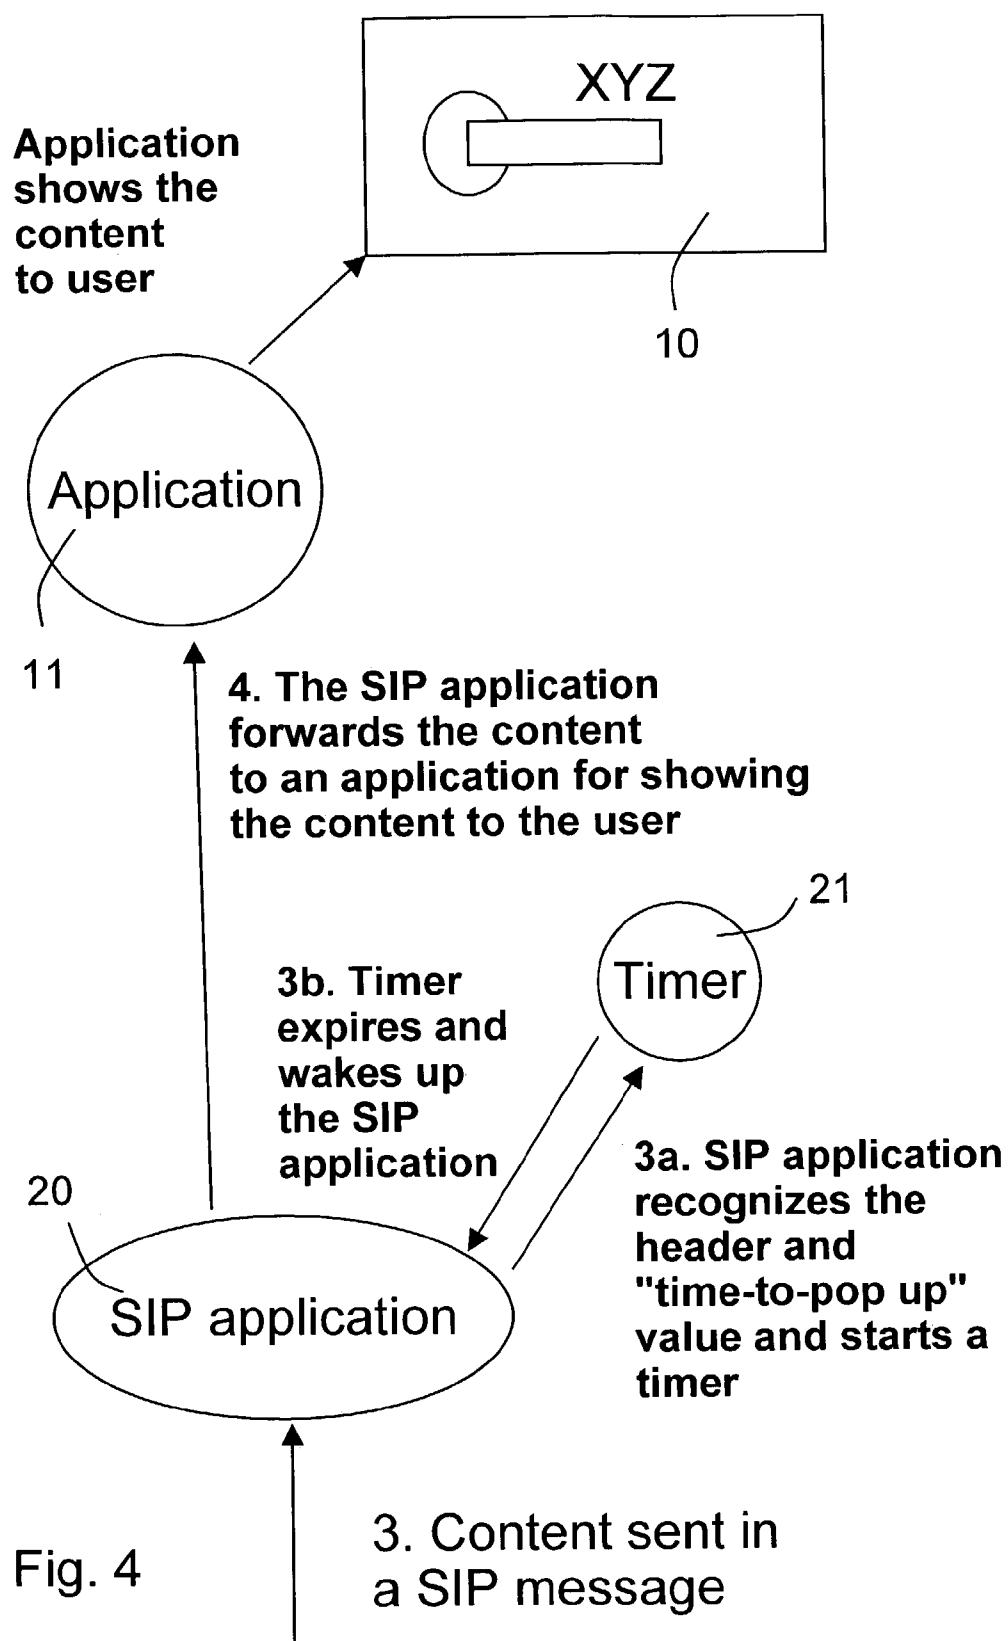 XYZ
Application
shows the
content
to user
10
Application
11
4. The SIP application
forwards the content
to an application for showing
the content to the user
21
Timer
3b. Timer
expires and
wakes up
the SIP
application
3a. SIP application
recognizes the
header and
"time-to-pop up"
value and starts a
timer
20
SIP application
3. Content sent in
a SIP message
Fig. 4